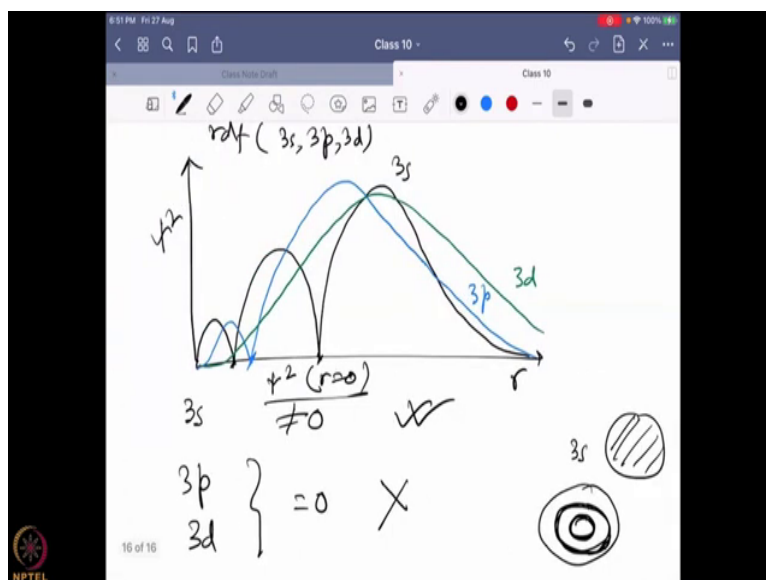 6:51 PM Fri 27 Aug
100%
Class 10
Class Note Draft
Class 10
rdf ( 3s, 3p, 3d)
3s
ψ²
3d
3p
r
ψ² (r=0)
3s ≠0
3s
3p
3d } =0
16 of 16
NPTEL